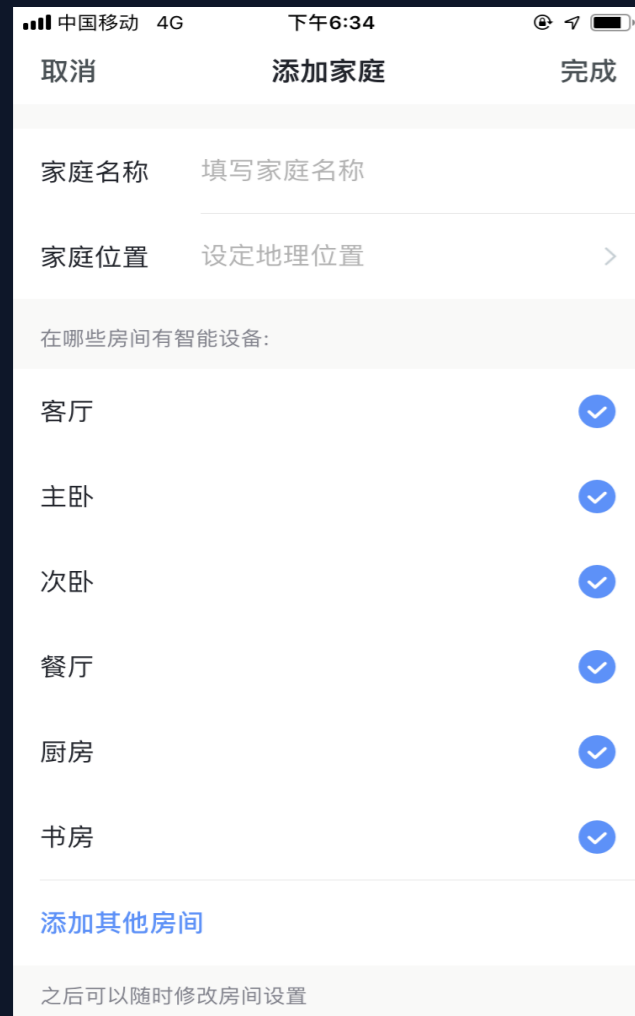 中国移动 4G 下午6:34
取消 添加家庭 完成
家庭名称 填写家庭名称
家庭位置 设定地理位置
在哪些房间有智能设备:
客厅
主卧
次卧
餐厅
厨房
书房
添加其他房间
之后可以随时修改房间设置